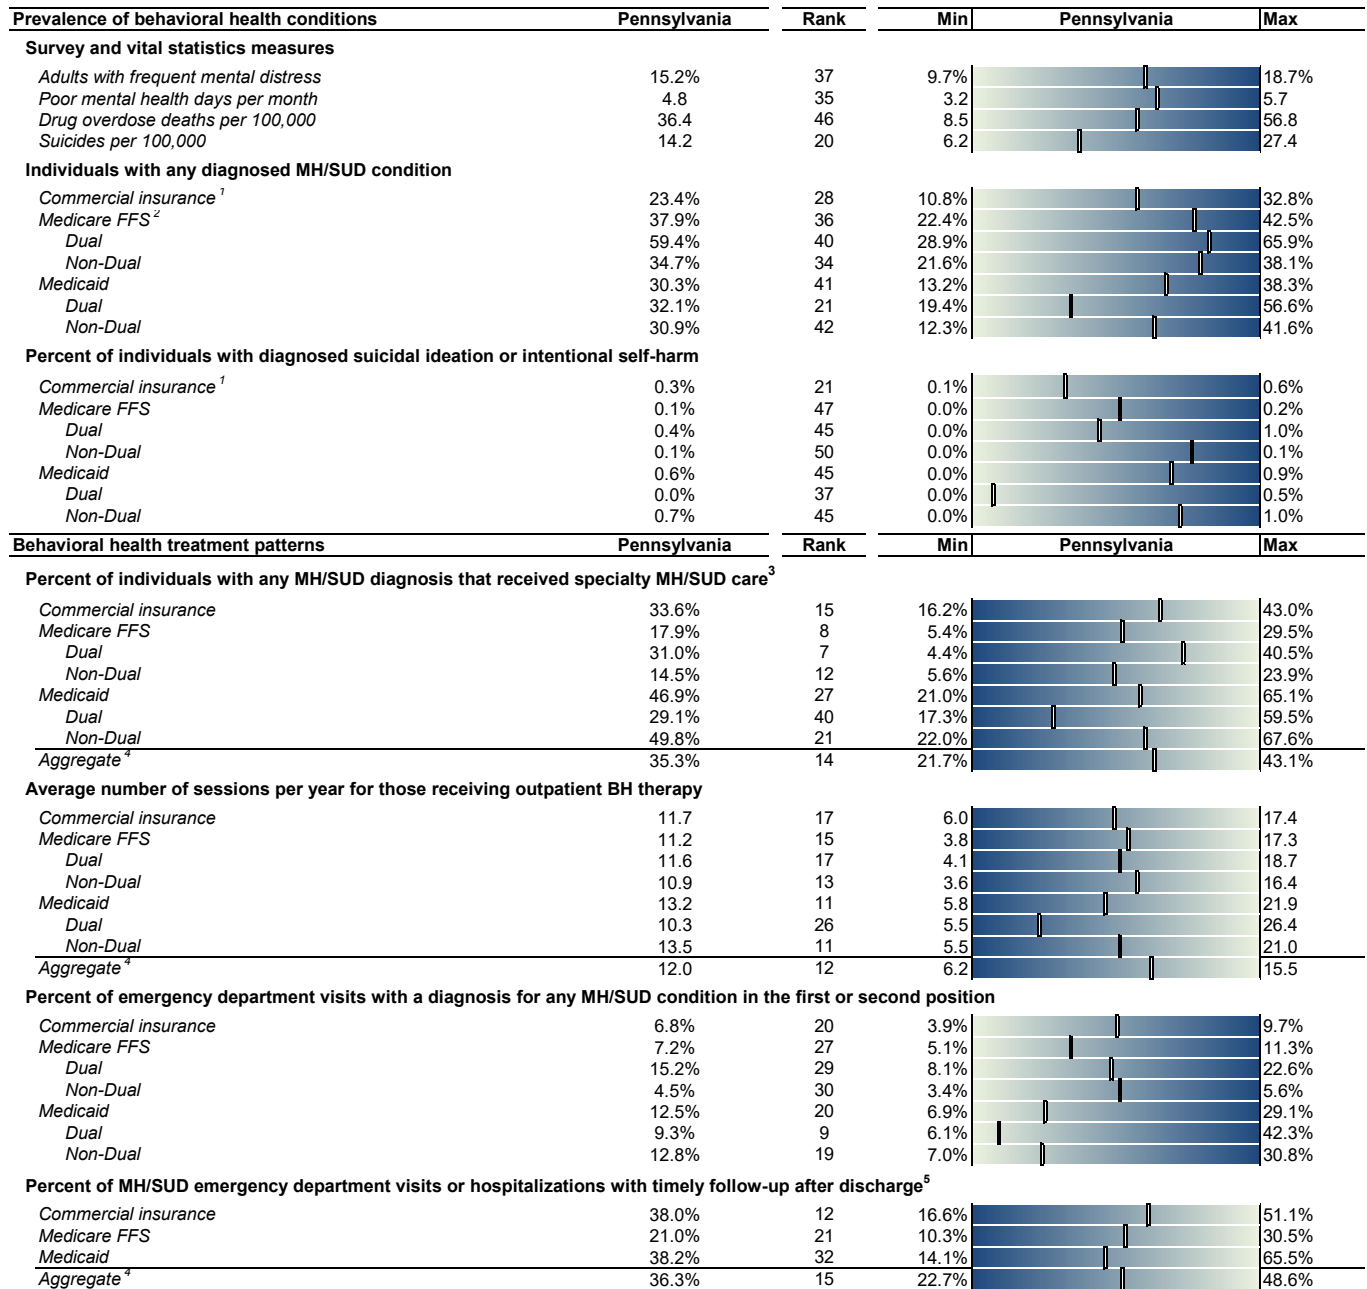 Prevalence of behavioral health conditions Pennsylvania Rank Min Pennsylvania Max
Survey and vital statistics measures
Adults with frequent mental distress 15.2% 37 9.7% 18.7%
Poor mental health days per month 4.8 35 3.2 5.7
Drug overdose deaths per 100,000 36.4 46 8.5 56.8
Suicides per 100,000 14.2 20 6.2 27.4
Individuals with any diagnosed MH/SUD condition
Commercial insurance 1 23.4% 28 10.8% 32.8%
Medicare FFS 2 37.9% 36 22.4% 42.5%
Dual 59.4% 40 28.9% 65.9%
Non-Dual 34.7% 34 21.6% 38.1%
Medicaid 30.3% 41 13.2% 38.3%
Dual 32.1% 21 19.4% 56.6%
Non-Dual 30.9% 42 12.3% 41.6%
Percent of individuals with diagnosed suicidal ideation or intentional self-harm
Commercial insurance 1 0.3% 21 0.1% 0.6%
Medicare FFS 0.1% 47 0.0% 0.2%
Dual 0.4% 45 0.0% 1.0%
Non-Dual 0.1% 50 0.0% 0.1%
Medicaid 0.6% 45 0.0% 0.9%
Dual 0.0% 37 0.0% 0.5%
Non-Dual 0.7% 45 0.0% 1.0%
Behavioral health treatment patterns Pennsylvania Rank Min Pennsylvania Max
Percent of individuals with any MH/SUD diagnosis that received specialty MH/SUD care3
Commercial insurance 33.6% 15 16.2% 43.0%
Medicare FFS 17.9% 8 5.4% 29.5%
Dual 31.0% 7 4.4% 40.5%
Non-Dual 14.5% 12 5.6% 23.9%
Medicaid 46.9% 27 21.0% 65.1%
Dual 29.1% 40 17.3% 59.5%
Non-Dual 49.8% 21 22.0% 67.6%
Aggregate 4 35.3% 14 21.7% 43.1%
Average number of sessions per year for those receiving outpatient BH therapy
Commercial insurance 11.7 17 6.0 17.4
Medicare FFS 11.2 15 3.8 17.3
Dual 11.6 17 4.1 18.7
Non-Dual 10.9 13 3.6 16.4
Medicaid 13.2 11 5.8 21.9
Dual 10.3 26 5.5 26.4
Non-Dual 13.5 11 5.5 21.0
Aggregate 4 12.0 12 6.2 15.5
Percent of emergency department visits with a diagnosis for any MH/SUD condition in the first or second position
Commercial insurance 6.8% 20 3.9% 9.7%
Medicare FFS 7.2% 27 5.1% 11.3%
Dual 15.2% 29 8.1% 22.6%
Non-Dual 4.5% 30 3.4% 5.6%
Medicaid 12.5% 20 6.9% 29.1%
Dual 9.3% 9 6.1% 42.3%
Non-Dual 12.8% 19 7.0% 30.8%
Percent of MH/SUD emergency department visits or hospitalizations with timely follow-up after discharge5
Commercial insurance 38.0% 12 16.6% 51.1%
Medicare FFS 21.0% 21 10.3% 30.5%
Medicaid 38.2% 32 14.1% 65.5%
Aggregate 4 36.3% 15 22.7% 48.6%